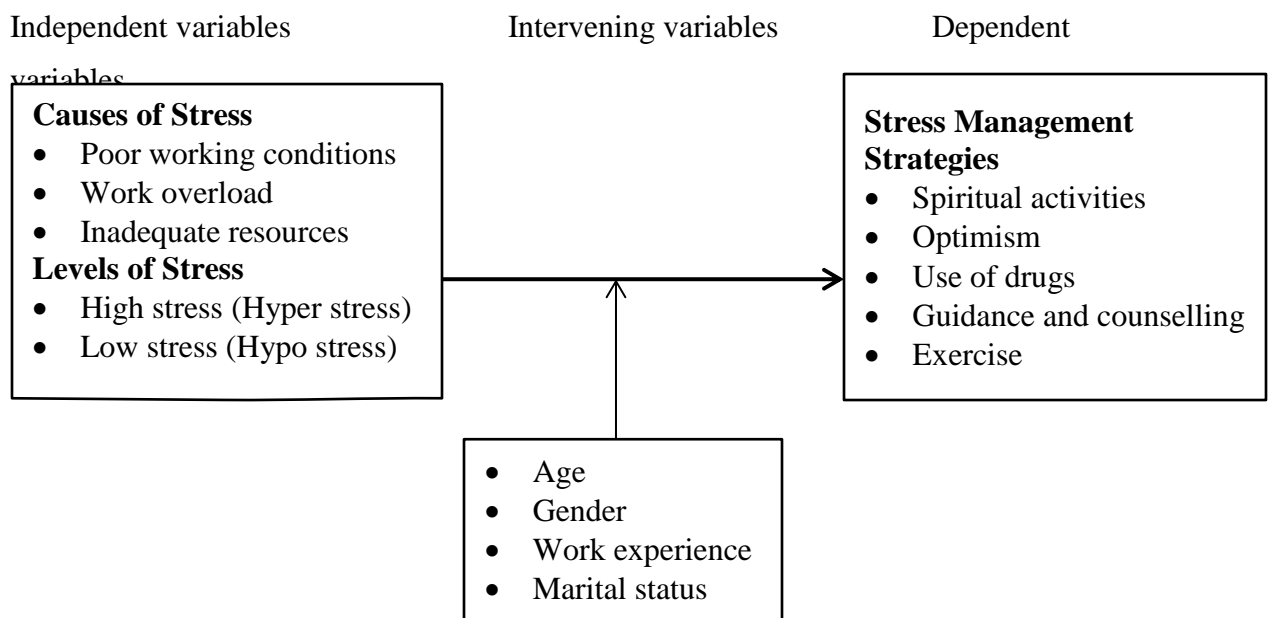 Independent variables Intervening variables Dependent
variables
Causes of Stress
• Poor working conditions
• Work overload
• Inadequate resources
Levels of Stress
• High stress (Hyper stress)
• Low stress (Hypo stress)
Stress Management
Strategies
• Spiritual activities
• Optimism
• Use of drugs
• Guidance and counselling
• Exercise
• Age
• Gender
• Work experience
• Marital status